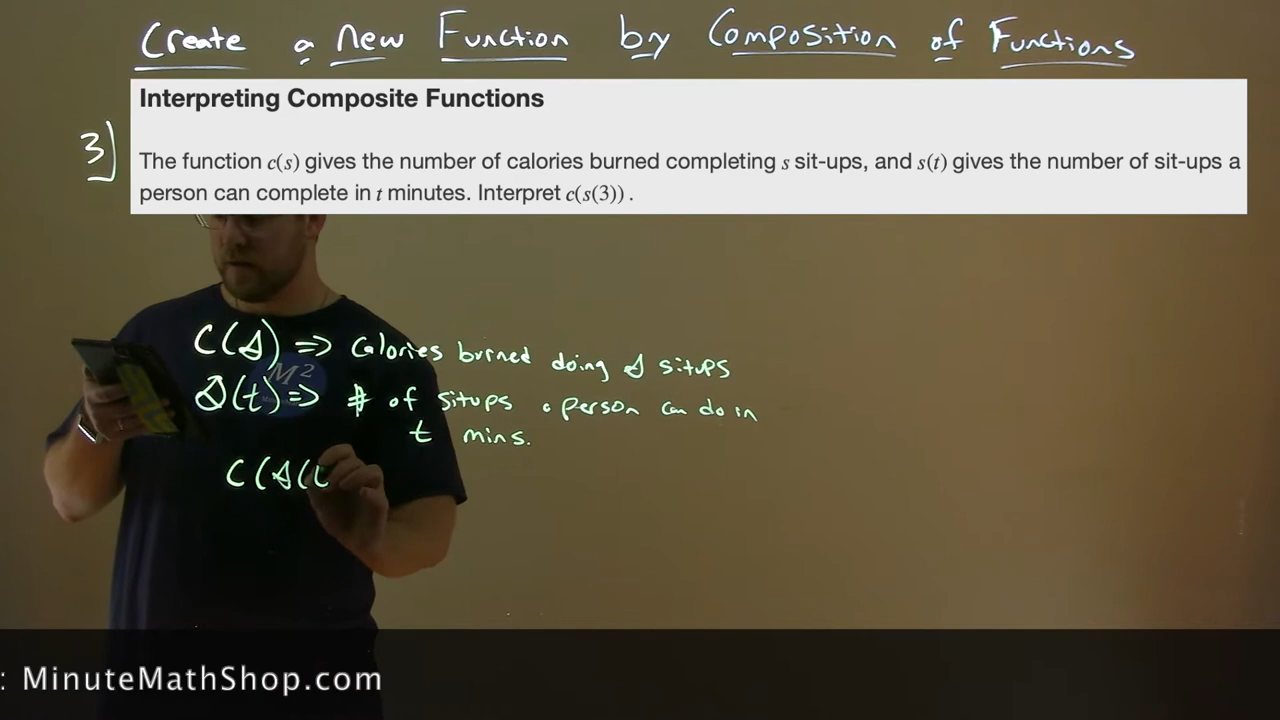 Create a new Function by Composition of Functions
Interpreting Composite Functions
3]
The function c(s) gives the number of calories burned completing s sit-ups, and s(t) gives the number of sit-ups a
person can complete in t minutes. Interpret c(s(3)) .
C(s) => Calories burned doing s situps
s(t) => # of situps a person can do in
t mins.
M²
C(s(
: MinuteMathShop.com